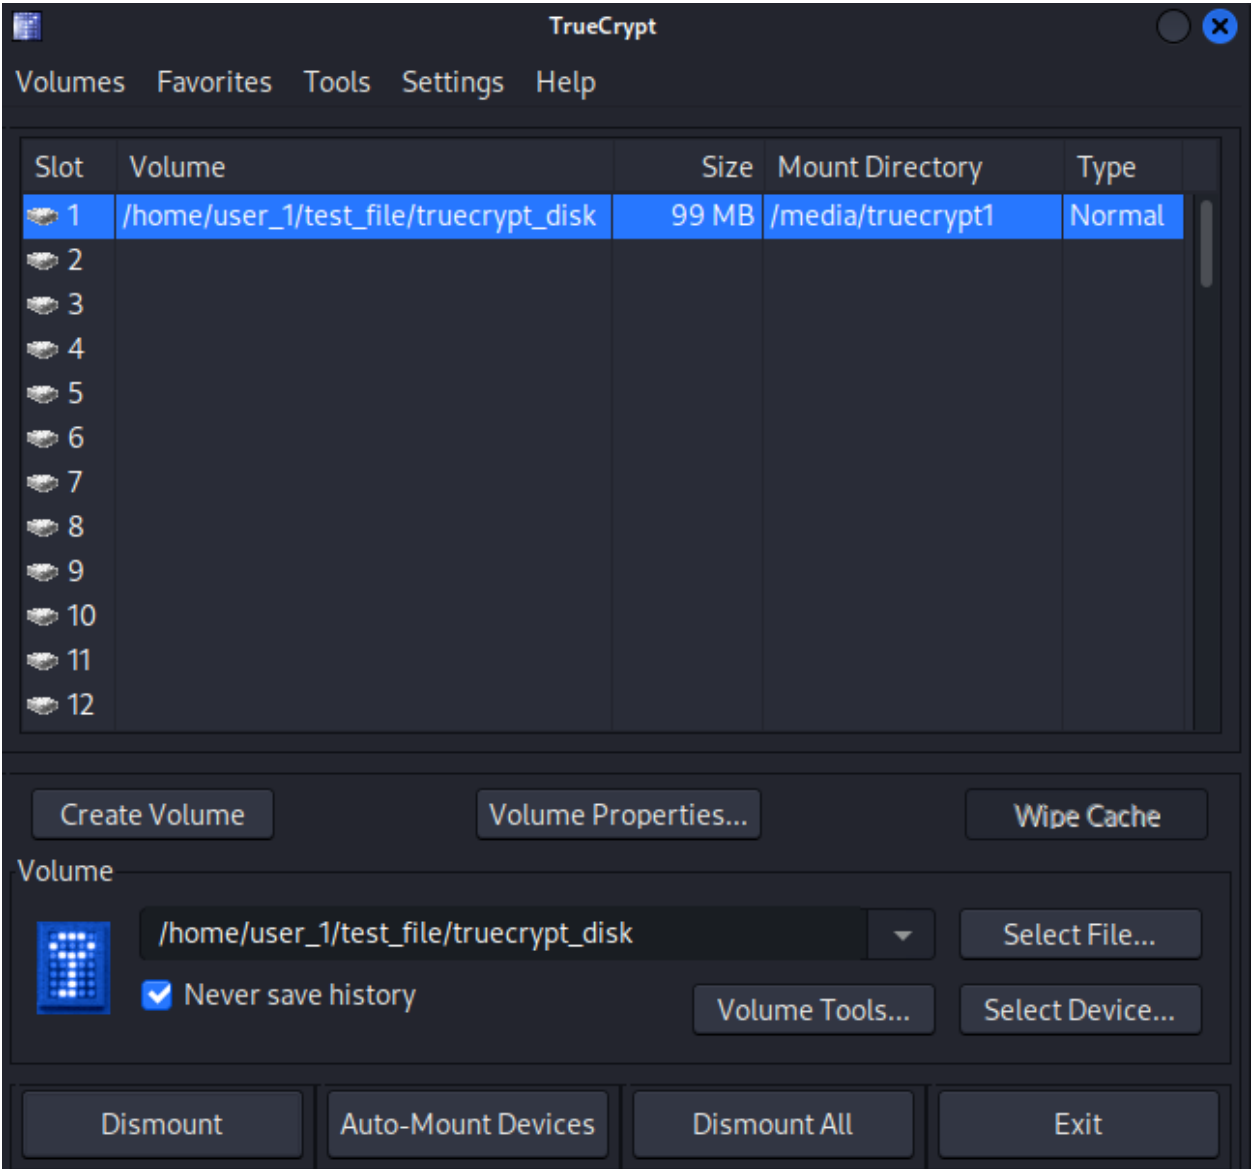 TrueCrypt
Volumes Favorites Tools Settings Help
Slot Volume Size Mount Directory Type
1 /home/user_1/test_file/truecrypt_disk 99 MB /media/truecrypt1 Normal
2
3
4
5
6
7
8
9
10
11
12
Create Volume Volume Properties... Wipe Cache
Volume
/home/user_1/test_file/truecrypt_disk Select File...
Never save history Volume Tools... Select Device...
Dismount Auto-Mount Devices Dismount All Exit